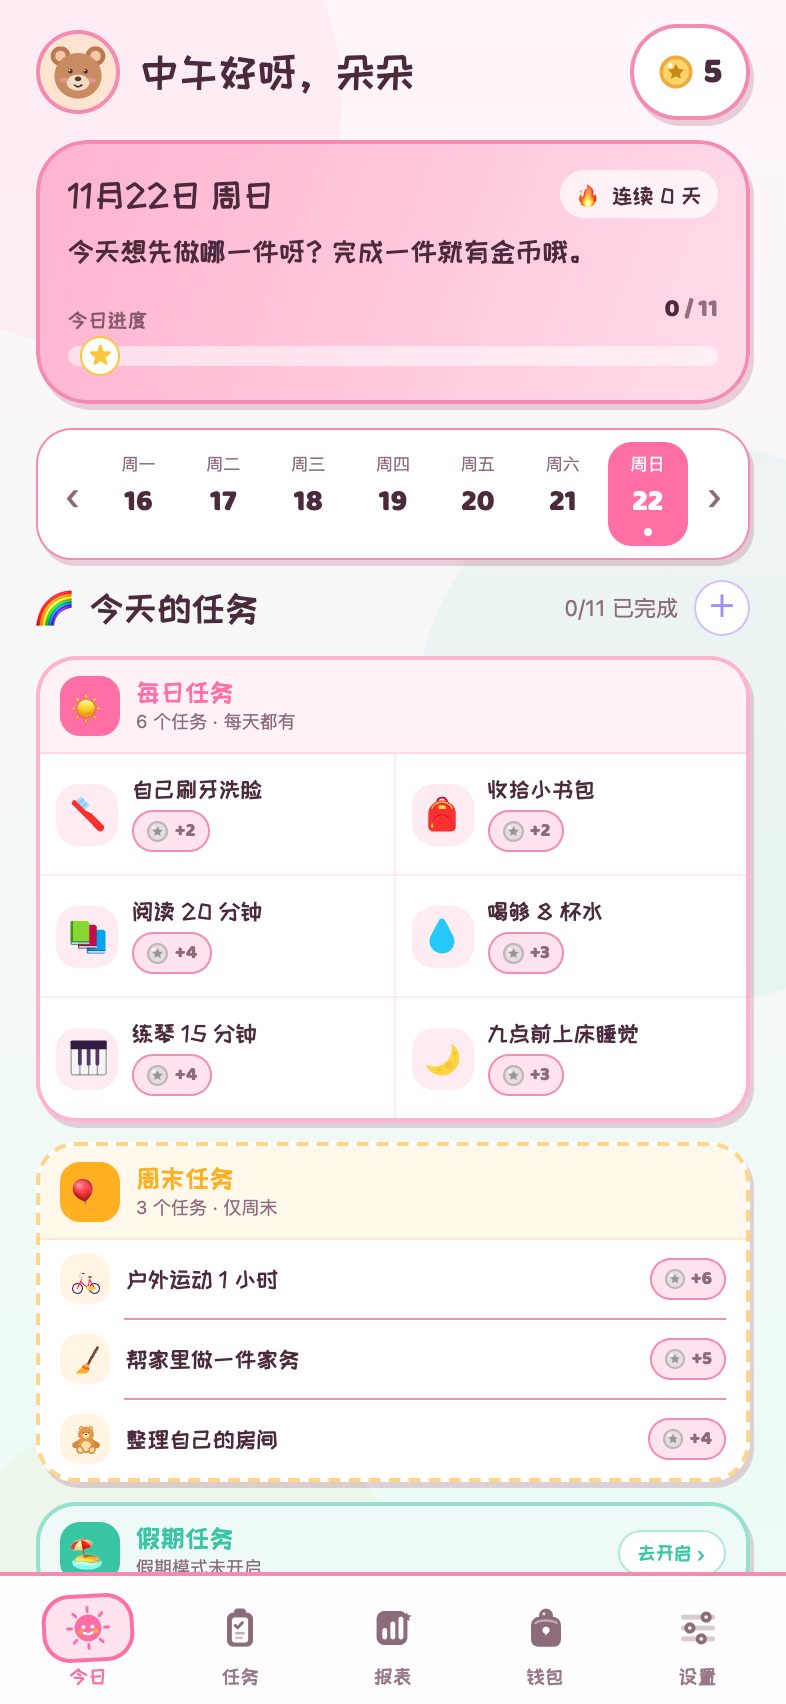 中午好呀，朵朵
5
11月22日 周日
连续 0 天
今天想先做哪一件呀？完成一件就有金币哦。
今日进度
0 / 11
周一 周二 周三 周四 周五 周六 周日
‹ 16 17 18 19 20 21 22 ›
今天的任务
0/11 已完成
+
每日任务
6 个任务 · 每天都有
自己刷牙洗脸
+2
收拾小书包
+2
阅读 20 分钟
+4
喝够 8 杯水
+3
练琴 15 分钟
+4
九点前上床睡觉
+3
周末任务
3 个任务 · 仅周末
户外运动 1 小时
+6
帮家里做一件家务
+5
整理自己的房间
+4
假期任务
假期模式未开启
去开启 ›
今日 任务 报表 钱包 设置